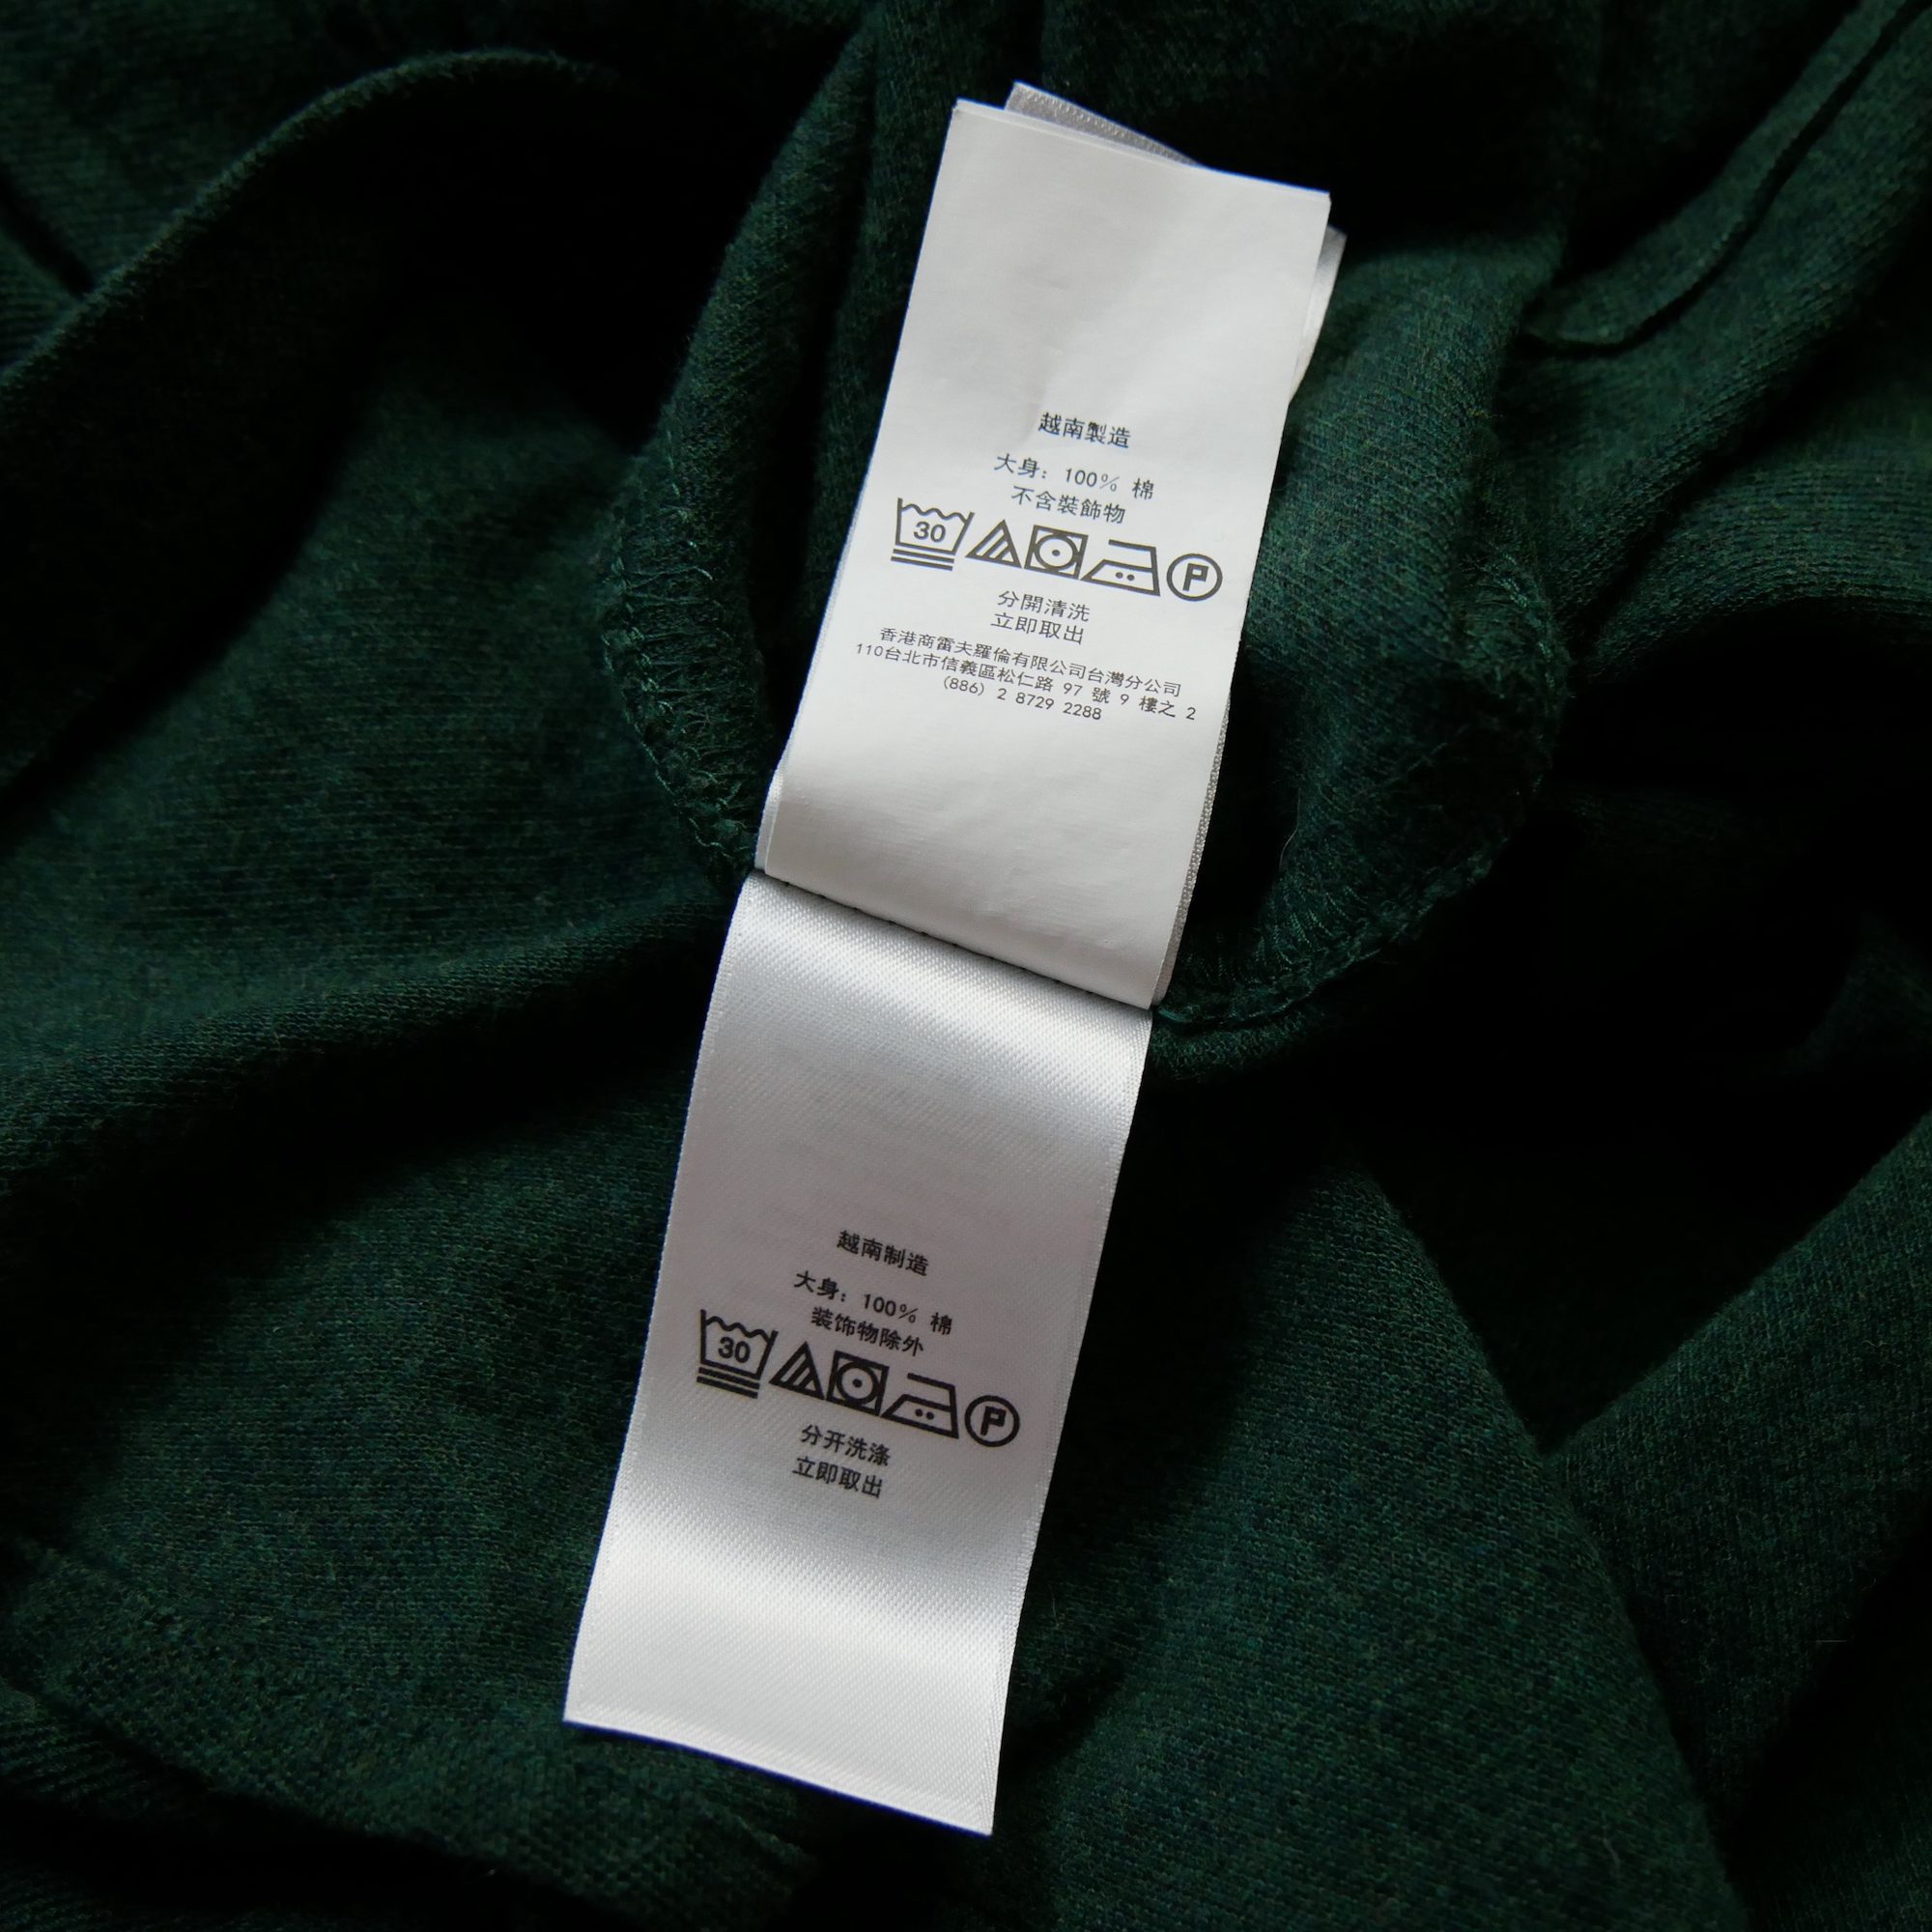 越南製造
大身: 100% 棉
不含裝飾物
30
P
分開清洗
立即取出
香港商雷夫羅倫有限公司台灣分公司
110台北市信義區松仁路 97 號 9 樓之 2
(886) 2 8729 2288
越南制造
大身: 100% 棉
装饰物除外
30
P
分开洗涤
立即取出